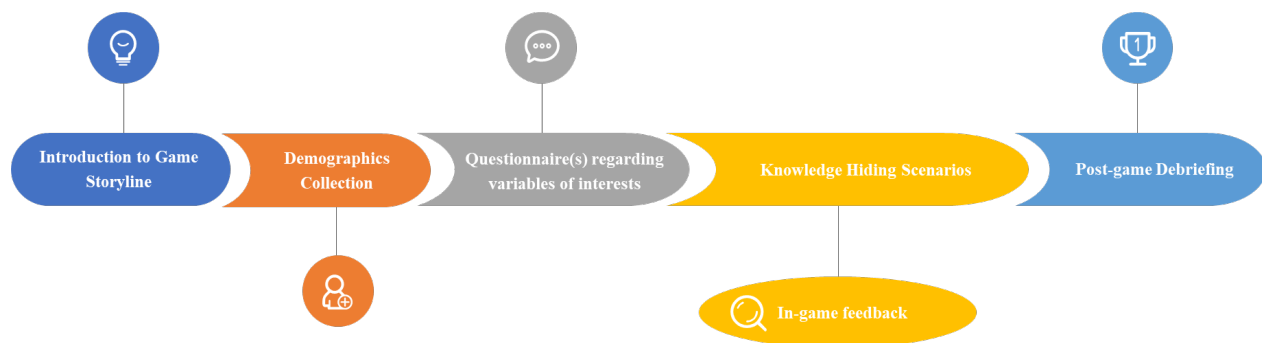 1
Introduction to Game
Storyline
Demographics
Collection
Questionnaire(s) regarding
variables of interests
Knowledge Hiding Scenarios
Post-game Debriefing
In-game feedback